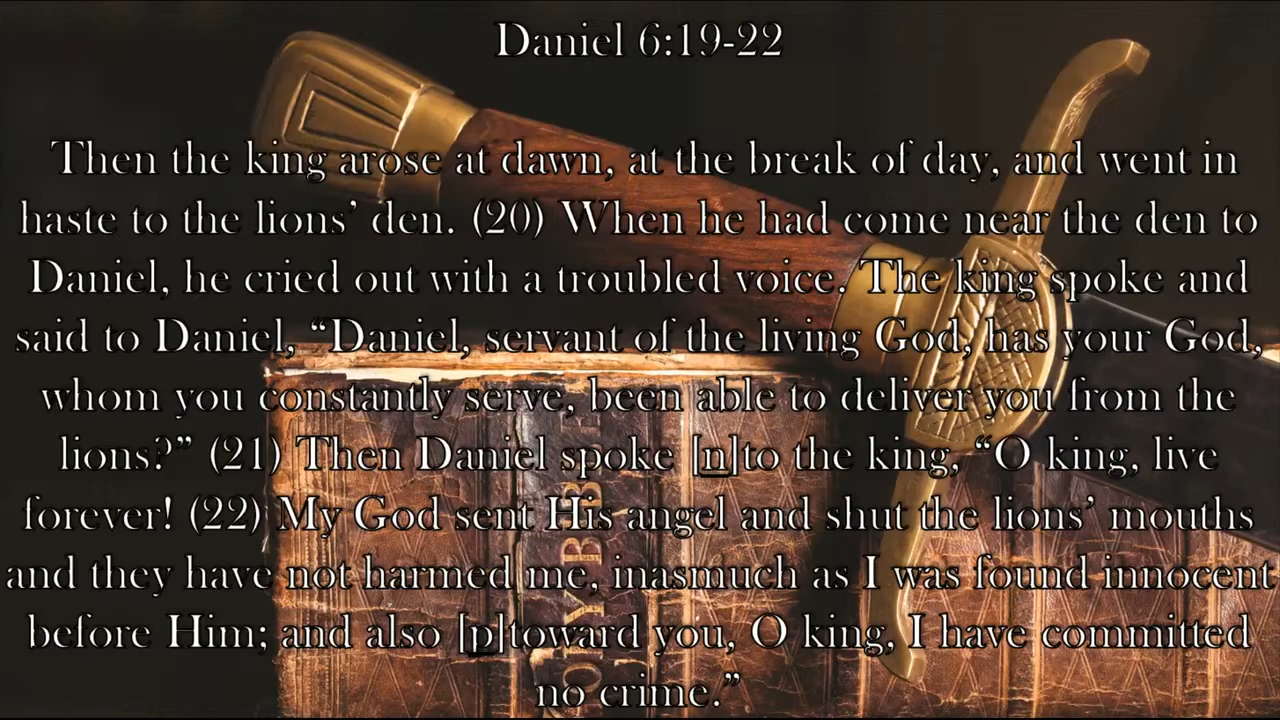 Daniel 6:19-22
Then the king arose at dawn, at the break of day, and went in
haste to the lions’ den. (20) When he had come near the den to
Daniel, he cried out with a troubled voice. The king spoke and
said to Daniel, “Daniel, servant of the living God, has your God,
whom you constantly serve, been able to deliver you from the
lions?” (21) Then Daniel spoke [n]to the king, “O king, live
forever! (22) My God sent His angel and shut the lions’ mouths
and they have not harmed me, inasmuch as I was found innocent
before Him; and also [p]toward you, O king, I have committed
no crime.”